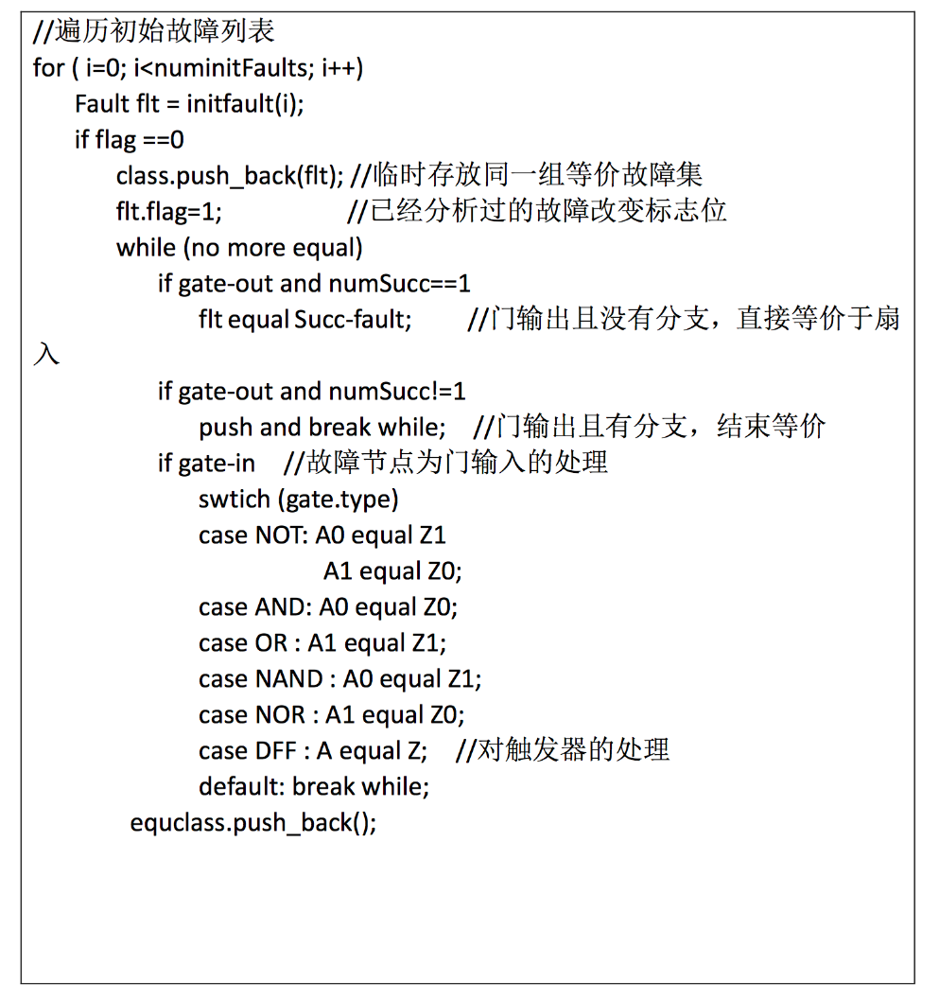 //遍历初始故障列表
for ( i=0; i<numinitFaults; i++)
Fault flt = initfault(i);
if flag ==0
class.push_back(flt); //临时存放同一组等价故障集
flt.flag=1; //已经分析过的故障改变标志位
while (no more equal)
if gate-out and numSucc==1
flt equal Succ-fault; //门输出且没有分支，直接等价于扇
入
if gate-out and numSucc!=1
push and break while; //门输出且有分支，结束等价
if gate-in //故障节点为门输入的处理
swtich (gate.type)
case NOT: A0 equal Z1
A1 equal Z0;
case AND: A0 equal Z0;
case OR : A1 equal Z1;
case NAND : A0 equal Z1;
case NOR : A1 equal Z0;
case DFF : A equal Z; //对触发器的处理
default: break while;
equclass.push_back();